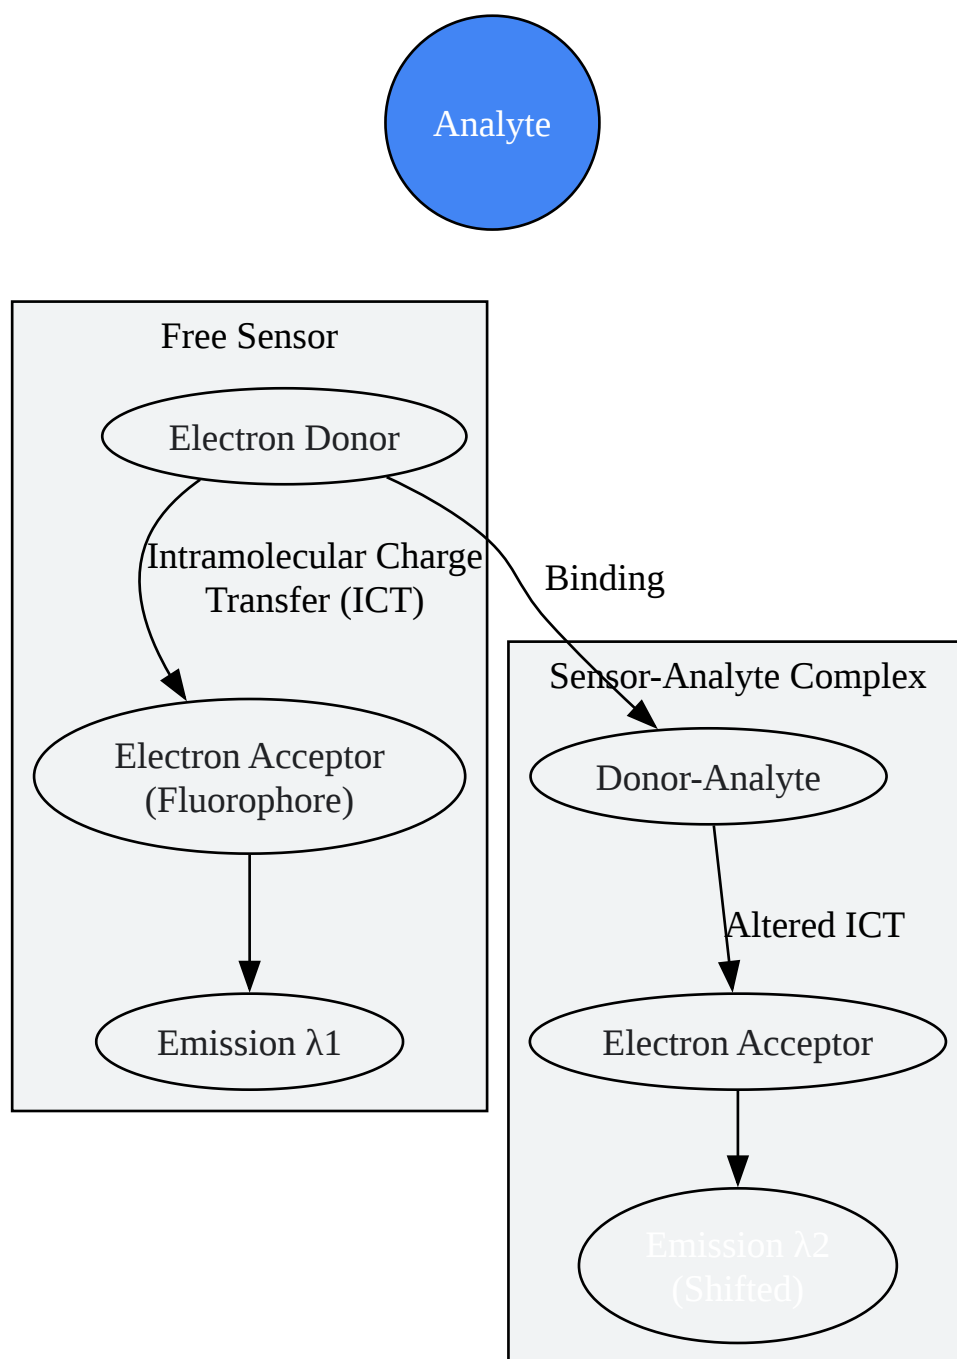 Analyte
Free Sensor
Electron Donor
Intramolecular Charge
Transfer (ICT)
Binding
Electron Acceptor
(Fluorophore)
Emission λ1
Sensor-Analyte Complex
Donor-Analyte
Altered ICT
Electron Acceptor
Emission λ2
(Shifted)